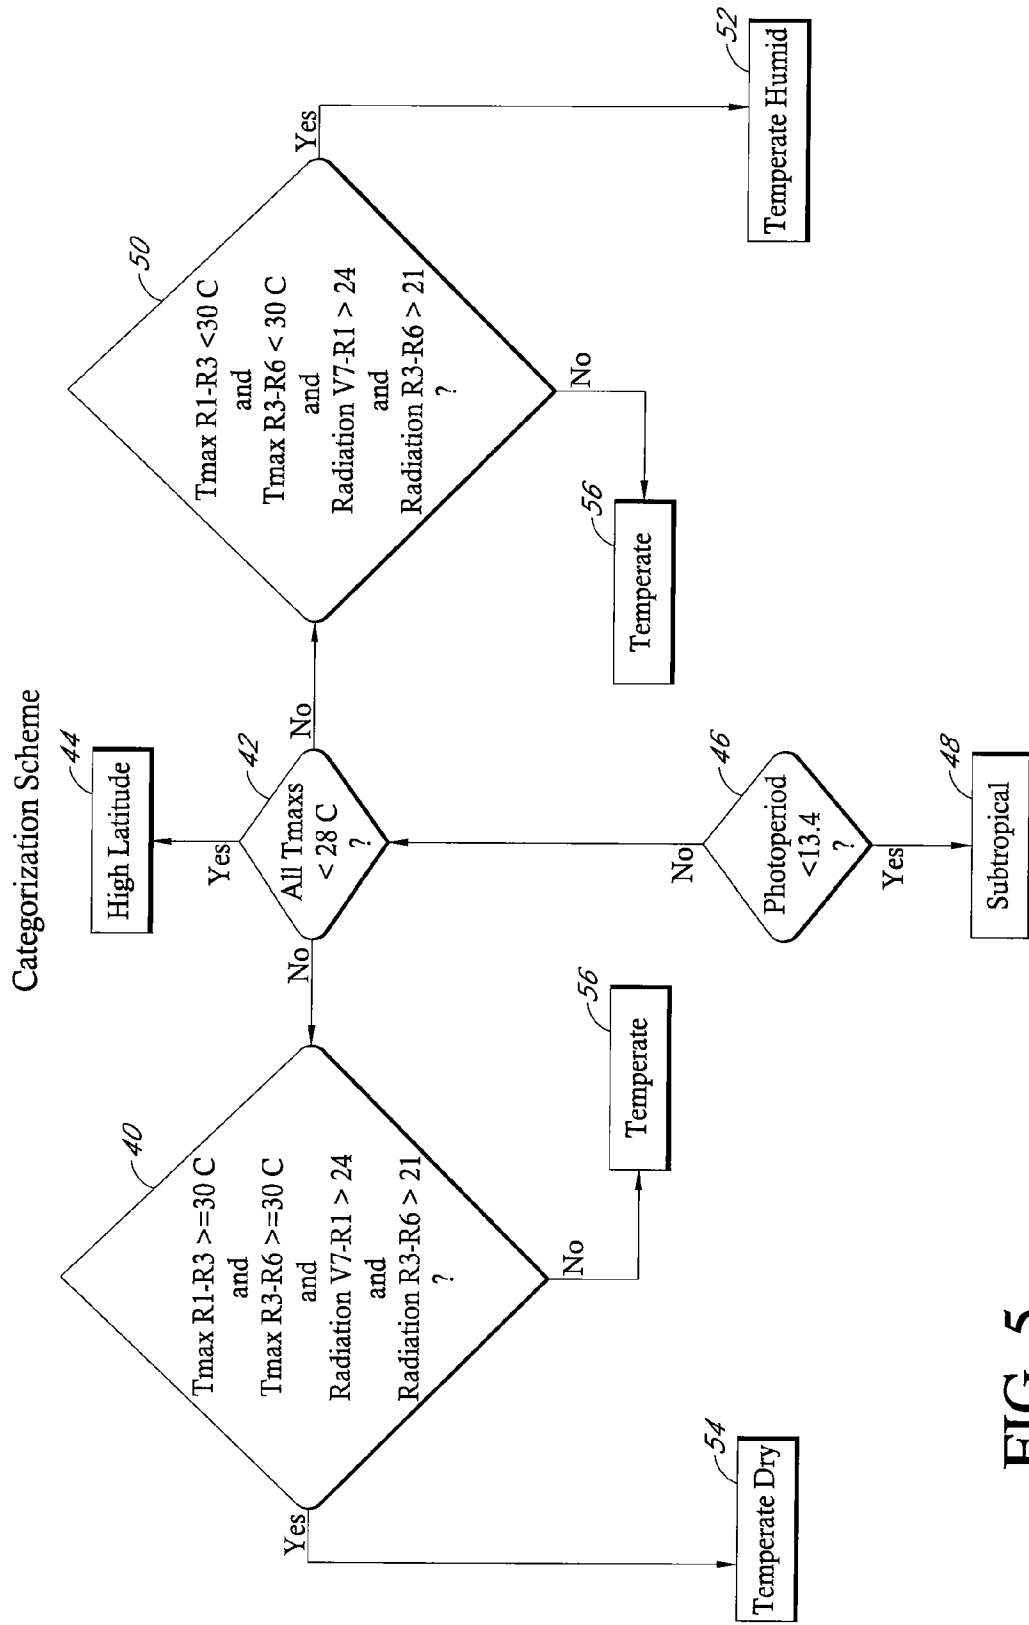 Categorization Scheme
High Latitude
44
Yes
All Tmaxs
< 28 C
?
42
No
No
Tmax R1-R3 >=30 C
and
Tmax R3-R6 >=30 C
and
Radiation V7-R1 > 24
and
Radiation R3-R6 > 21
?
40
Yes
No
Tmax R1-R3 <30 C
and
Tmax R3-R6 < 30 C
and
Radiation V7-R1 > 24
and
Radiation R3-R6 > 21
?
50
Yes
No
Temperate
56
Temperate
56
Temperate Dry
54
Temperate Humid
52
No
Photoperiod
<13.4
?
46
Yes
Subtropical
48
FIG. 5